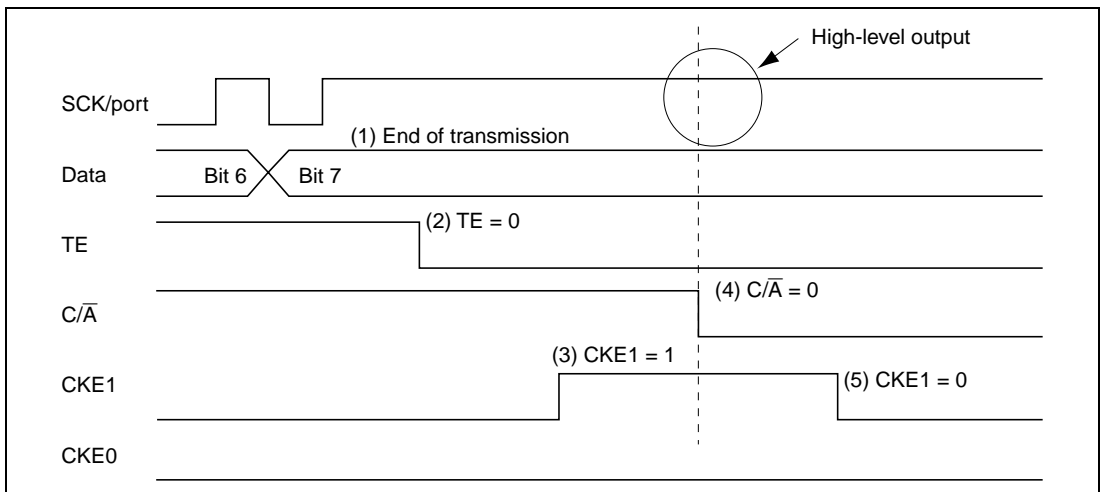 High-level output
SCK/port
(1) End of transmission
Data
Bit 6
Bit 7
(2) TE = 0
TE
(4) C/A̅ = 0
C/A̅
(3) CKE1 = 1
CKE1
(5) CKE1 = 0
CKE0